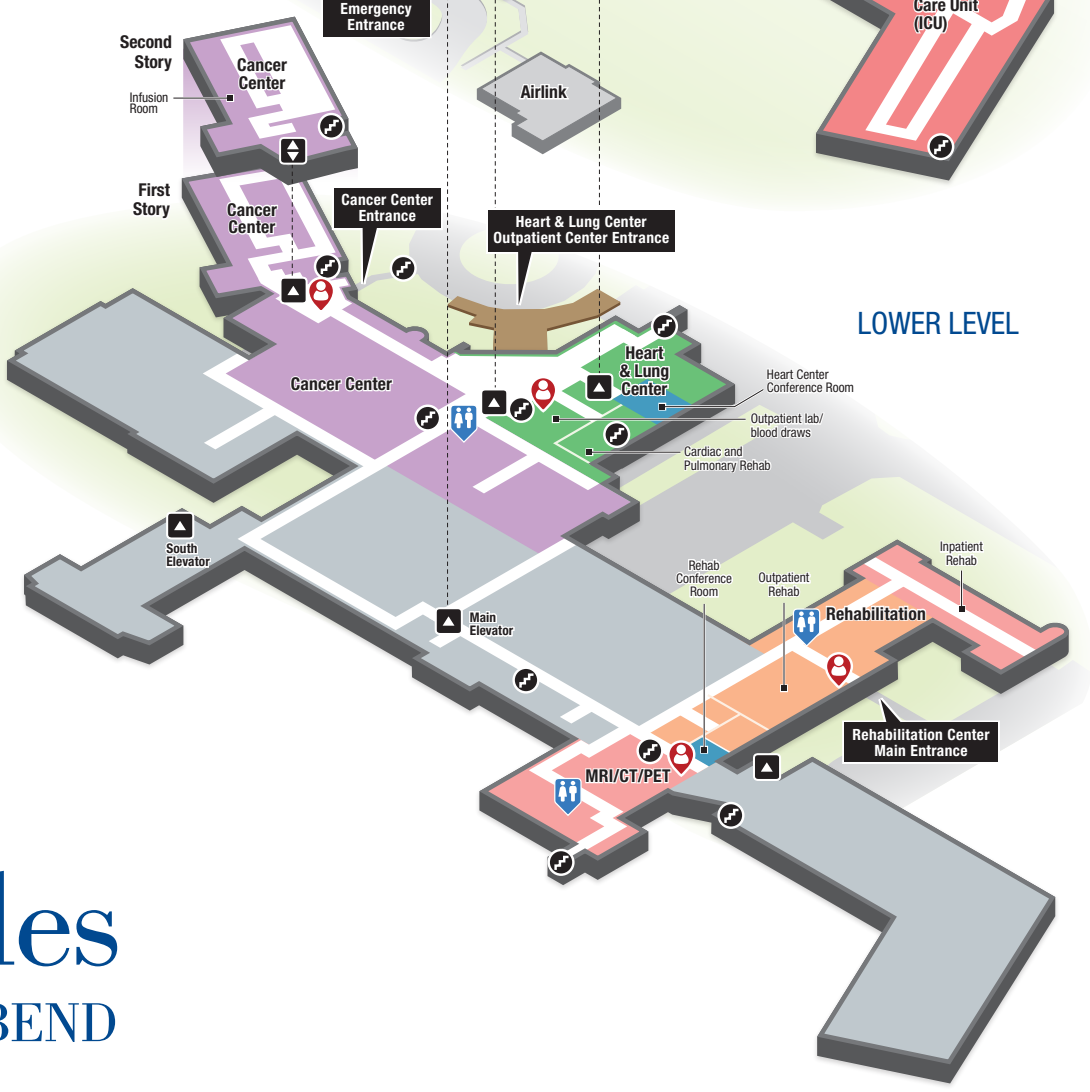 Emergency
Entrance
Care Unit
(ICU)
Second
Story
Cancer
Center
Infusion
Room
Airlink
First
Story
Cancer
Center
Cancer Center
Entrance
Heart & Lung Center
Outpatient Center Entrance
LOWER LEVEL
Heart
& Lung
Center
Cancer Center
Heart Center
Conference Room
Outpatient lab/
blood draws
Cardiac and
Pulmonary Rehab
South
Elevator
Rehab
Conference
Room
Outpatient
Rehab
Inpatient
Rehab
Main
Elevator
Rehabilitation
Rehabilitation Center
Main Entrance
MRI/CT/PET
les
BEND